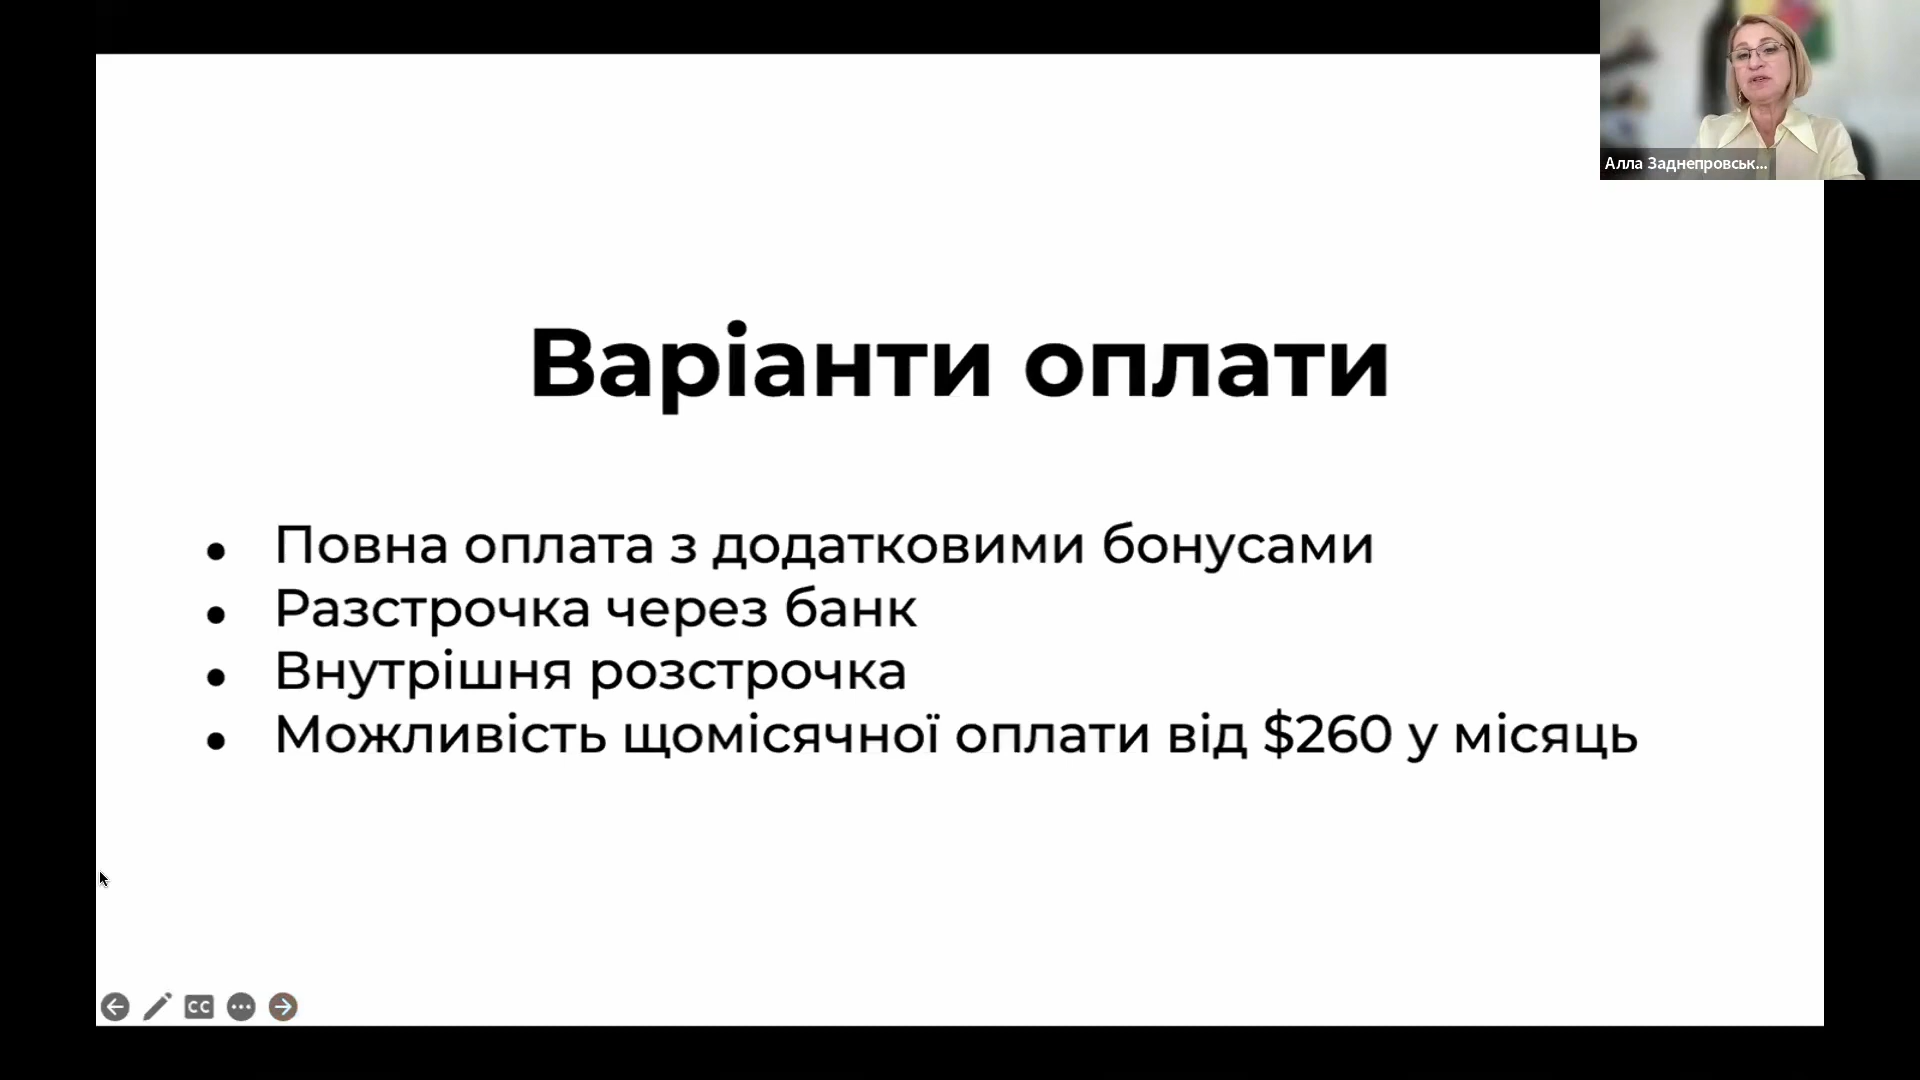 Алла Заднепровськ...
Варіанти оплати
● Повна оплата з додатковими бонусами
● Разстрочка через банк
● Внутрішня розстрочка
● Можливість щомісячної оплати від $260 у місяць
CC